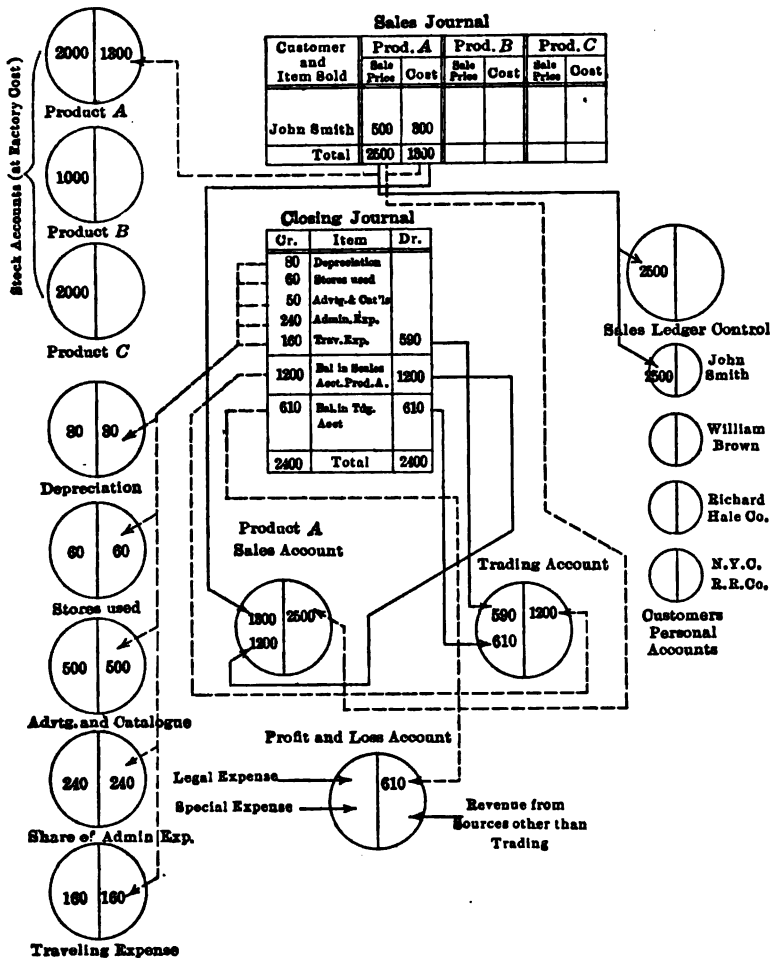 Sales Journal
Customer and Item Sold
Prod. A
Prod. B
Prod. C
Sale Price
Cost
Sale Price
Cost
Sale Price
Cost
John Smith 500 300
Total 2500 1300
Stock Accounts (at Factory Cost)
2000 1300
Product A
1000
Product B
2000
Product C
Closing Journal
Cr. Item Dr.
80 Depreciation
60 Stores used
50 Advtg. & Cat'ls
240 Admin. Exp.
160 Trav. Exp. 590
1200 Bal in Scales 1200
Acct. Prod. A.
610 Bal. in Tdg. 610
Acct
2400 Total 2400
2500
Sales Ledger Control
2500
John
Smith
William
Brown
Richard
Hale Co.
N.Y.C.
R.R.Co.
Customers
Personal
Accounts
80 80
Depreciation
60 60
Stores used
500 500
Advtg. and Catalogue
240 240
Share of Admin Exp.
160 160
Traveling Expense
Product A
Sales Account
1300 2500
1200
Trading Account
590 1200
610
Profit and Loss Account
610
Legal Expense
Special Expense
Revenue from
Sources other than
Trading